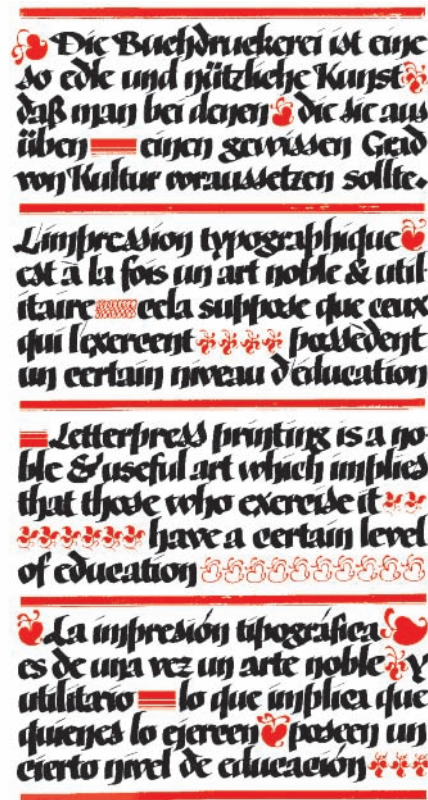 Die Buchdruckerei ist eine
so edle und nützliche Kunst
daß man bei denen die sie aus
üben einen gewissen Grad
von Kultur voraussetzen sollte.
L'impression typographique
est à la fois un art noble & util-
itaire cela suppose que ceux
qui l'exercent possèdent
un certain niveau d'éducation
Letterpress printing is a no-
ble & useful art which implies
that those who exercise it
have a certain level
of education
La impresión tipográfica
es de una vez un arte noble y
utilitario lo que implica que
quienes lo ejercen poseen un
cierto nivel de educación